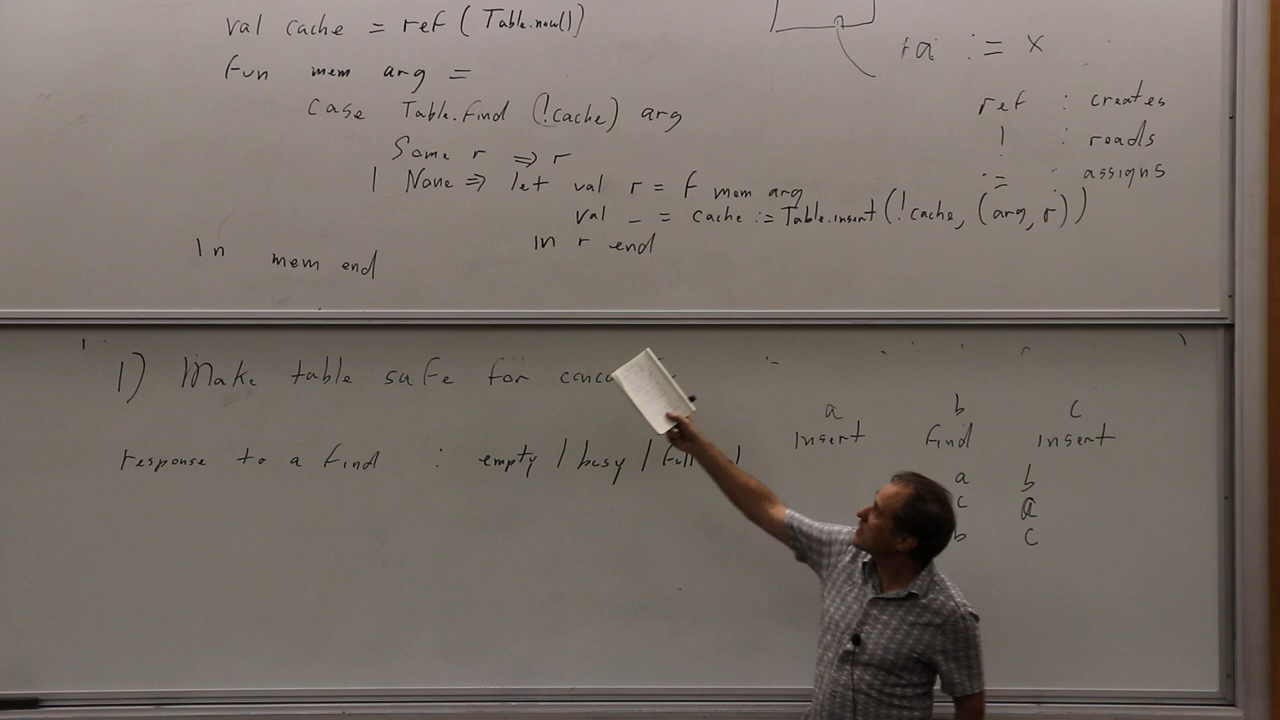 val cache = ref ( Table.new())
fun mem arg =
case Table.find (!cache) arg
Some r ⇒ r
| None ⇒ let val r = f mem arg
val _ = cache := Table.insert (!cache, (arg, r))
in r end
In mem end
ra := x
ref : creates
! : reads
:= : assigns
1) Make table safe for
response to a find : empty / busy /
a b c
insert find insert
a b
c a
b c